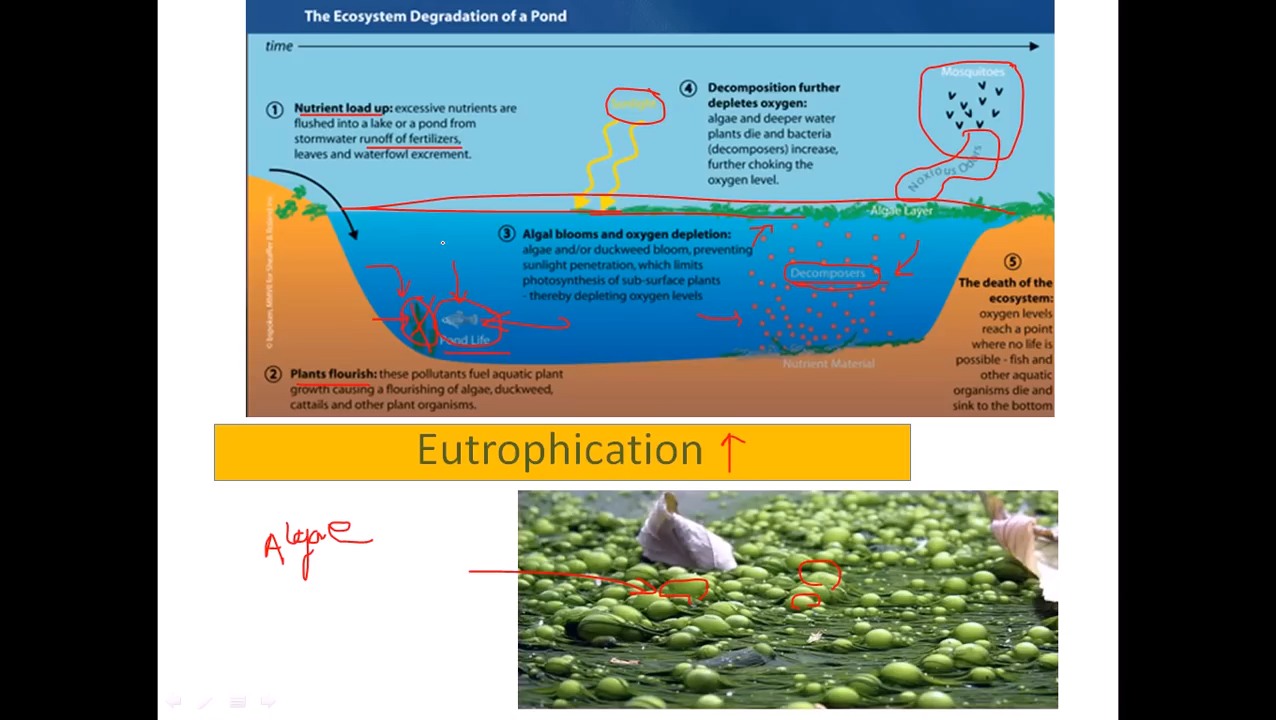 The Ecosystem Degradation of a Pond
time
① Nutrient load up: excessive nutrients are
flushed into a lake or a pond from
stormwater runoff of fertilizers,
leaves and waterfowl excrement.
Sunlight
④ Decomposition further
depletes oxygen:
algae and deeper water
plants die and bacteria
(decomposers) increase,
further choking the
oxygen level.
Mosquitoes
Noxious Odors
Algae Layer
③ Algal blooms and oxygen depletion:
algae and/or duckweed bloom, preventing
sunlight penetration, which limits
photosynthesis of sub-surface plants
- thereby depleting oxygen levels
Decomposers
⑤
The death of the
ecosystem:
oxygen levels
reach a point
where no life is
possible - fish and
other aquatic
organisms die and
sink to the bottom
Pond Life
Nutrient Material
② Plants flourish: these pollutants fuel aquatic plant
growth causing a flourishing of algae, duckweed,
cattails and other plant organisms.
Eutrophication ↑
Algae